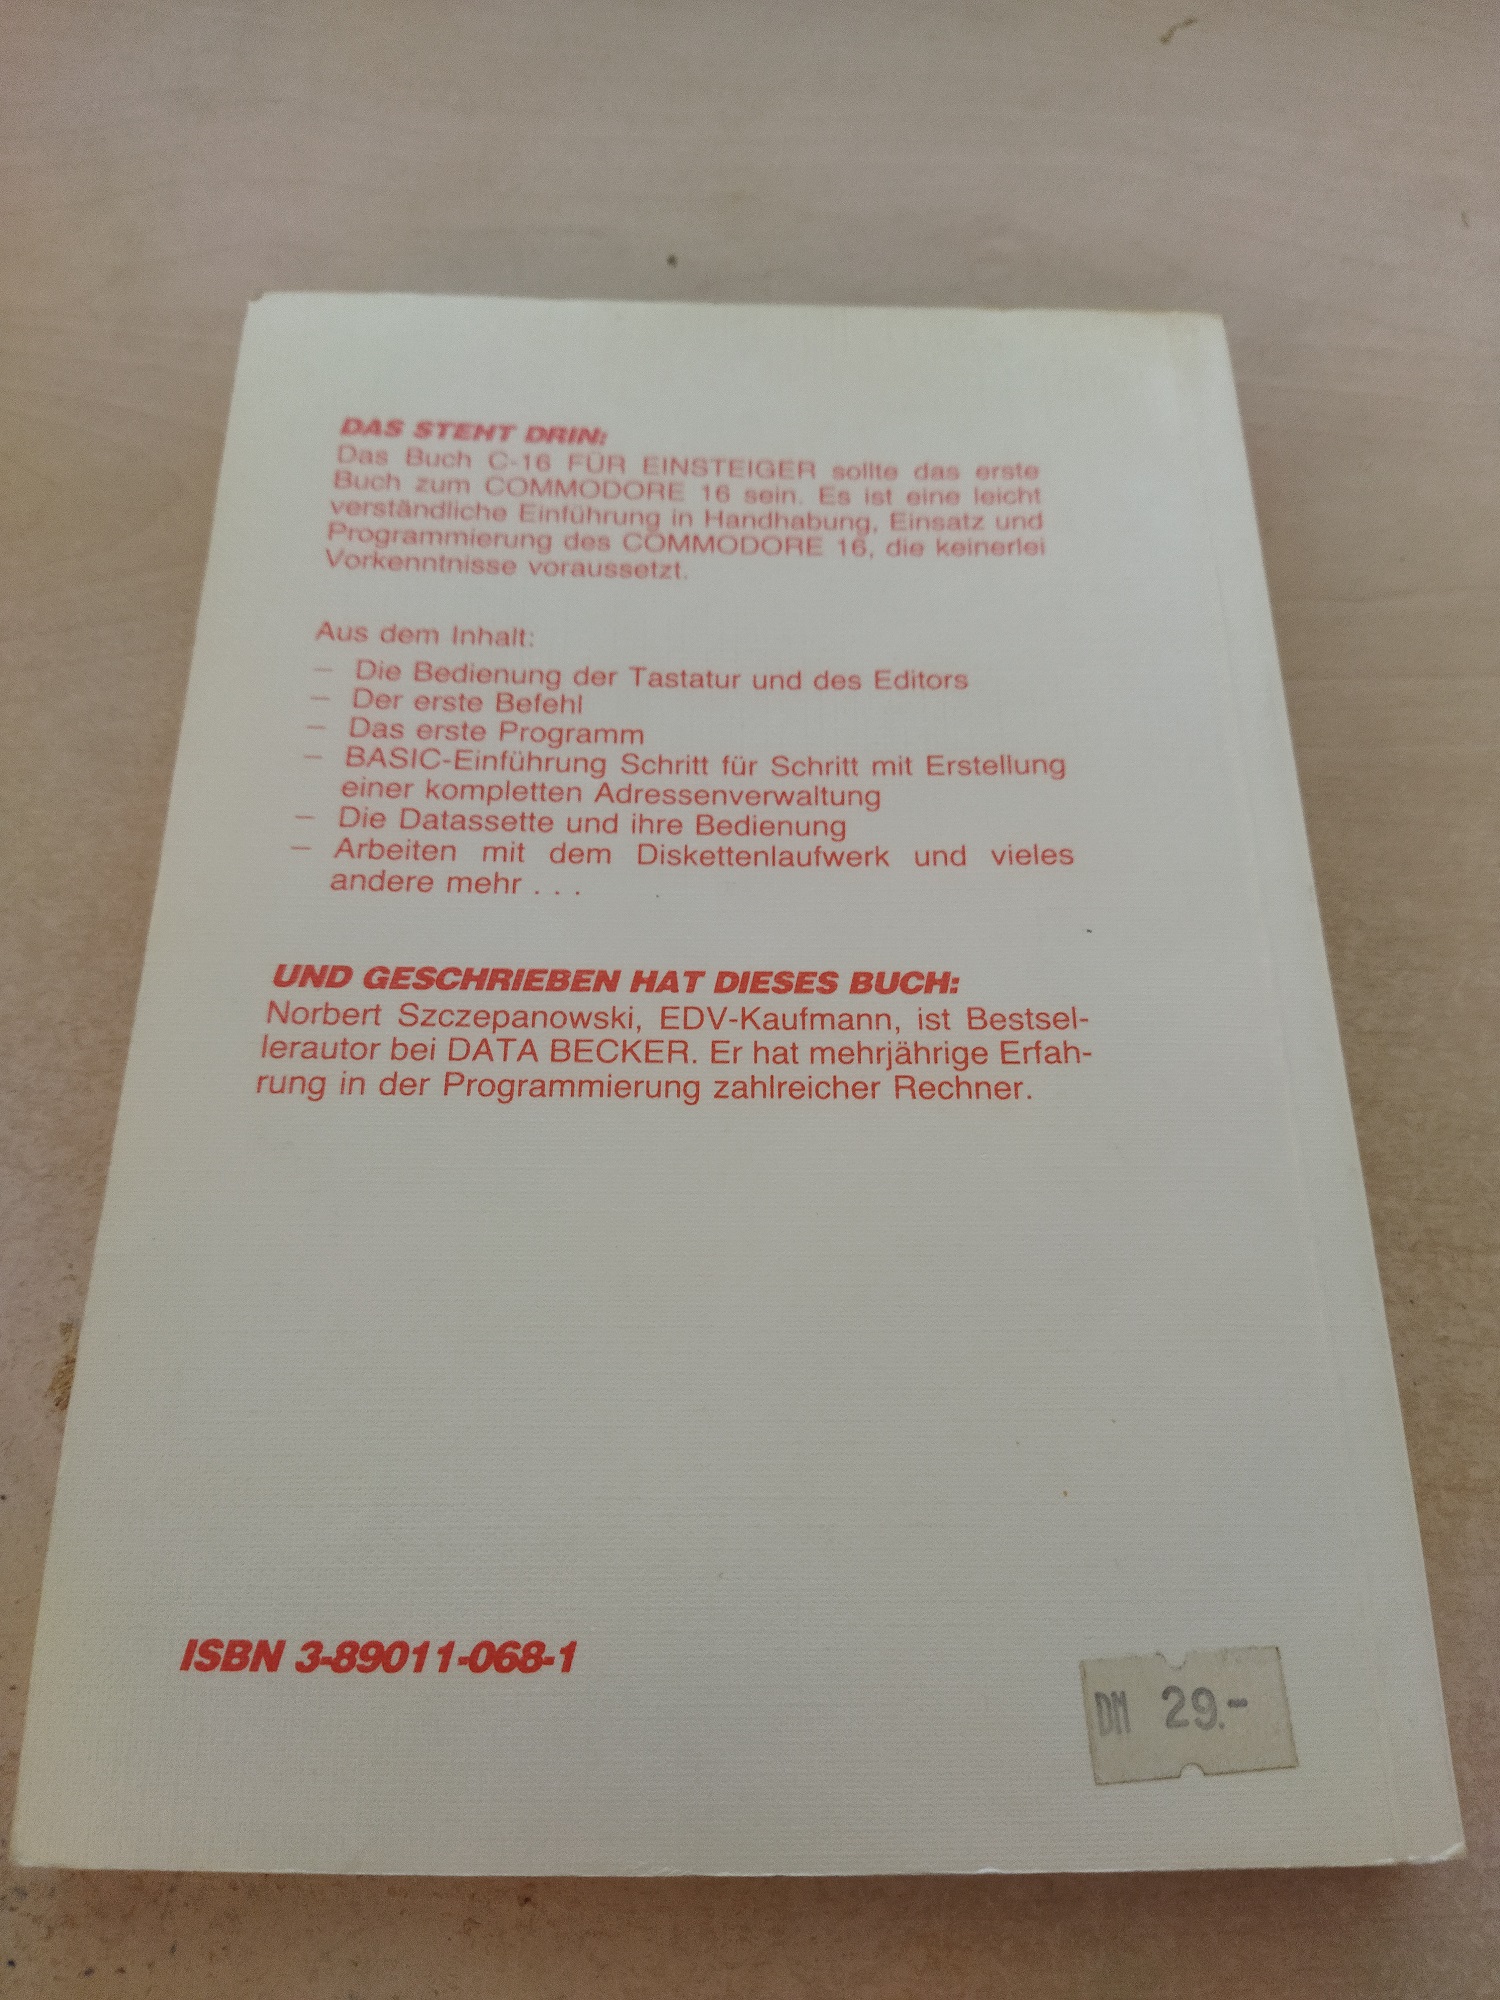 DAS STEHT DRIN:
Das Buch C-16 FÜR EINSTEIGER sollte das erste
Buch zum COMMODORE 16 sein. Es ist eine leicht
verständliche Einführung in Handhabung, Einsatz und
Programmierung des COMMODORE 16, die keinerlei
Vorkenntnisse voraussetzt.
Aus dem Inhalt:
— Die Bedienung der Tastatur und des Editors
— Der erste Befehl
— Das erste Programm
— BASIC-Einführung Schritt für Schritt mit Erstellung
einer kompletten Adressenverwaltung
— Die Datassette und ihre Bedienung
— Arbeiten mit dem Diskettenlaufwerk und vieles
andere mehr . . .
UND GESCHRIEBEN HAT DIESES BUCH:
Norbert Szczepanowski, EDV-Kaufmann, ist Bestsel-
lerautor bei DATA BECKER. Er hat mehrjährige Erfah-
rung in der Programmierung zahlreicher Rechner.
ISBN 3-89011-068-1
DM 29.-